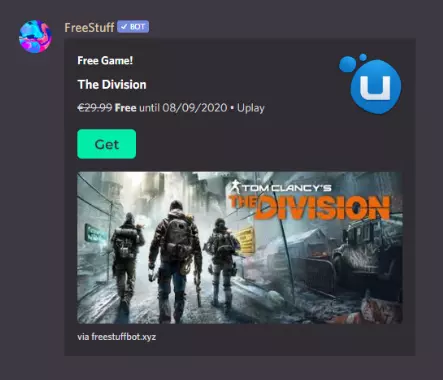 FreeStuff ✓ BOT
Free Game!
The Division
€29.99 Free until 08/09/2020 • Uplay
U
Get
TOM CLANCY'S
THE DIVISION
via freestuffbot.xyz